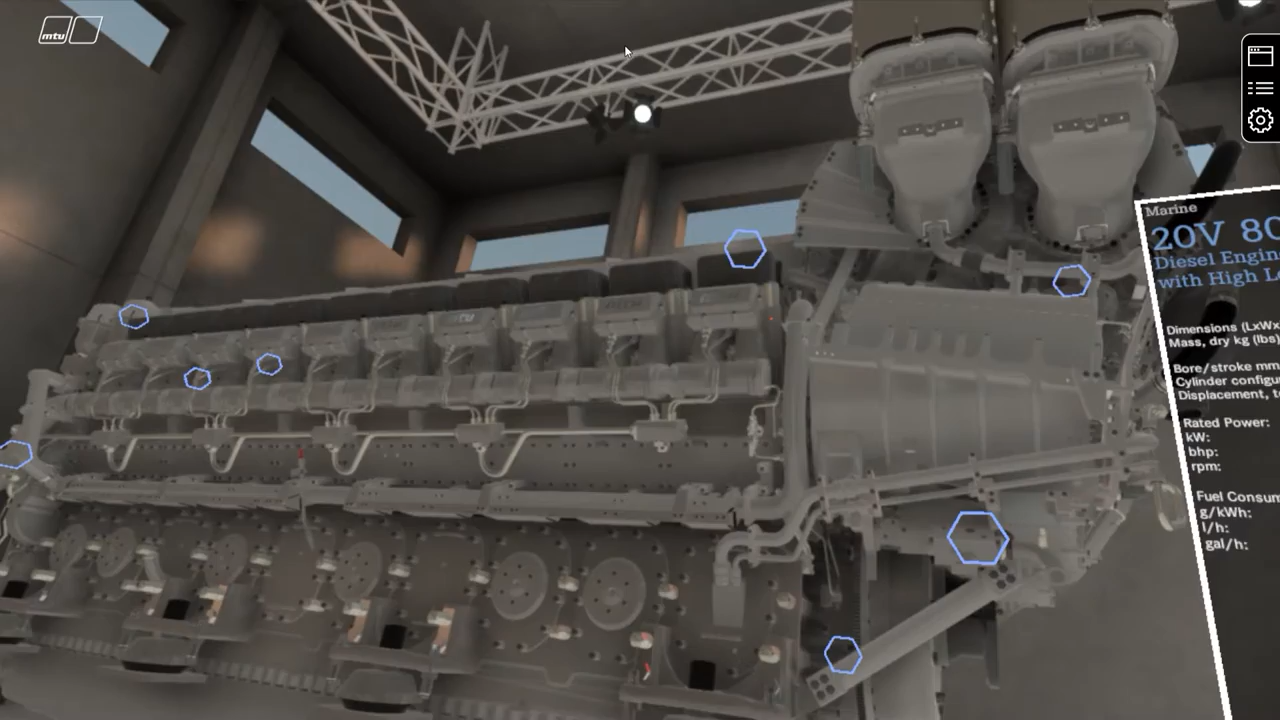 mtu
Marine
20V 80
Diesel Engin
with High L
Dimensions (LxWx
Mass, dry kg (lbs)
Bore/stroke mm
Cylinder configu
Displacement, t
Rated Power:
kW:
bhp:
rpm:
Fuel Consum
g/kWh:
l/h:
gal/h: